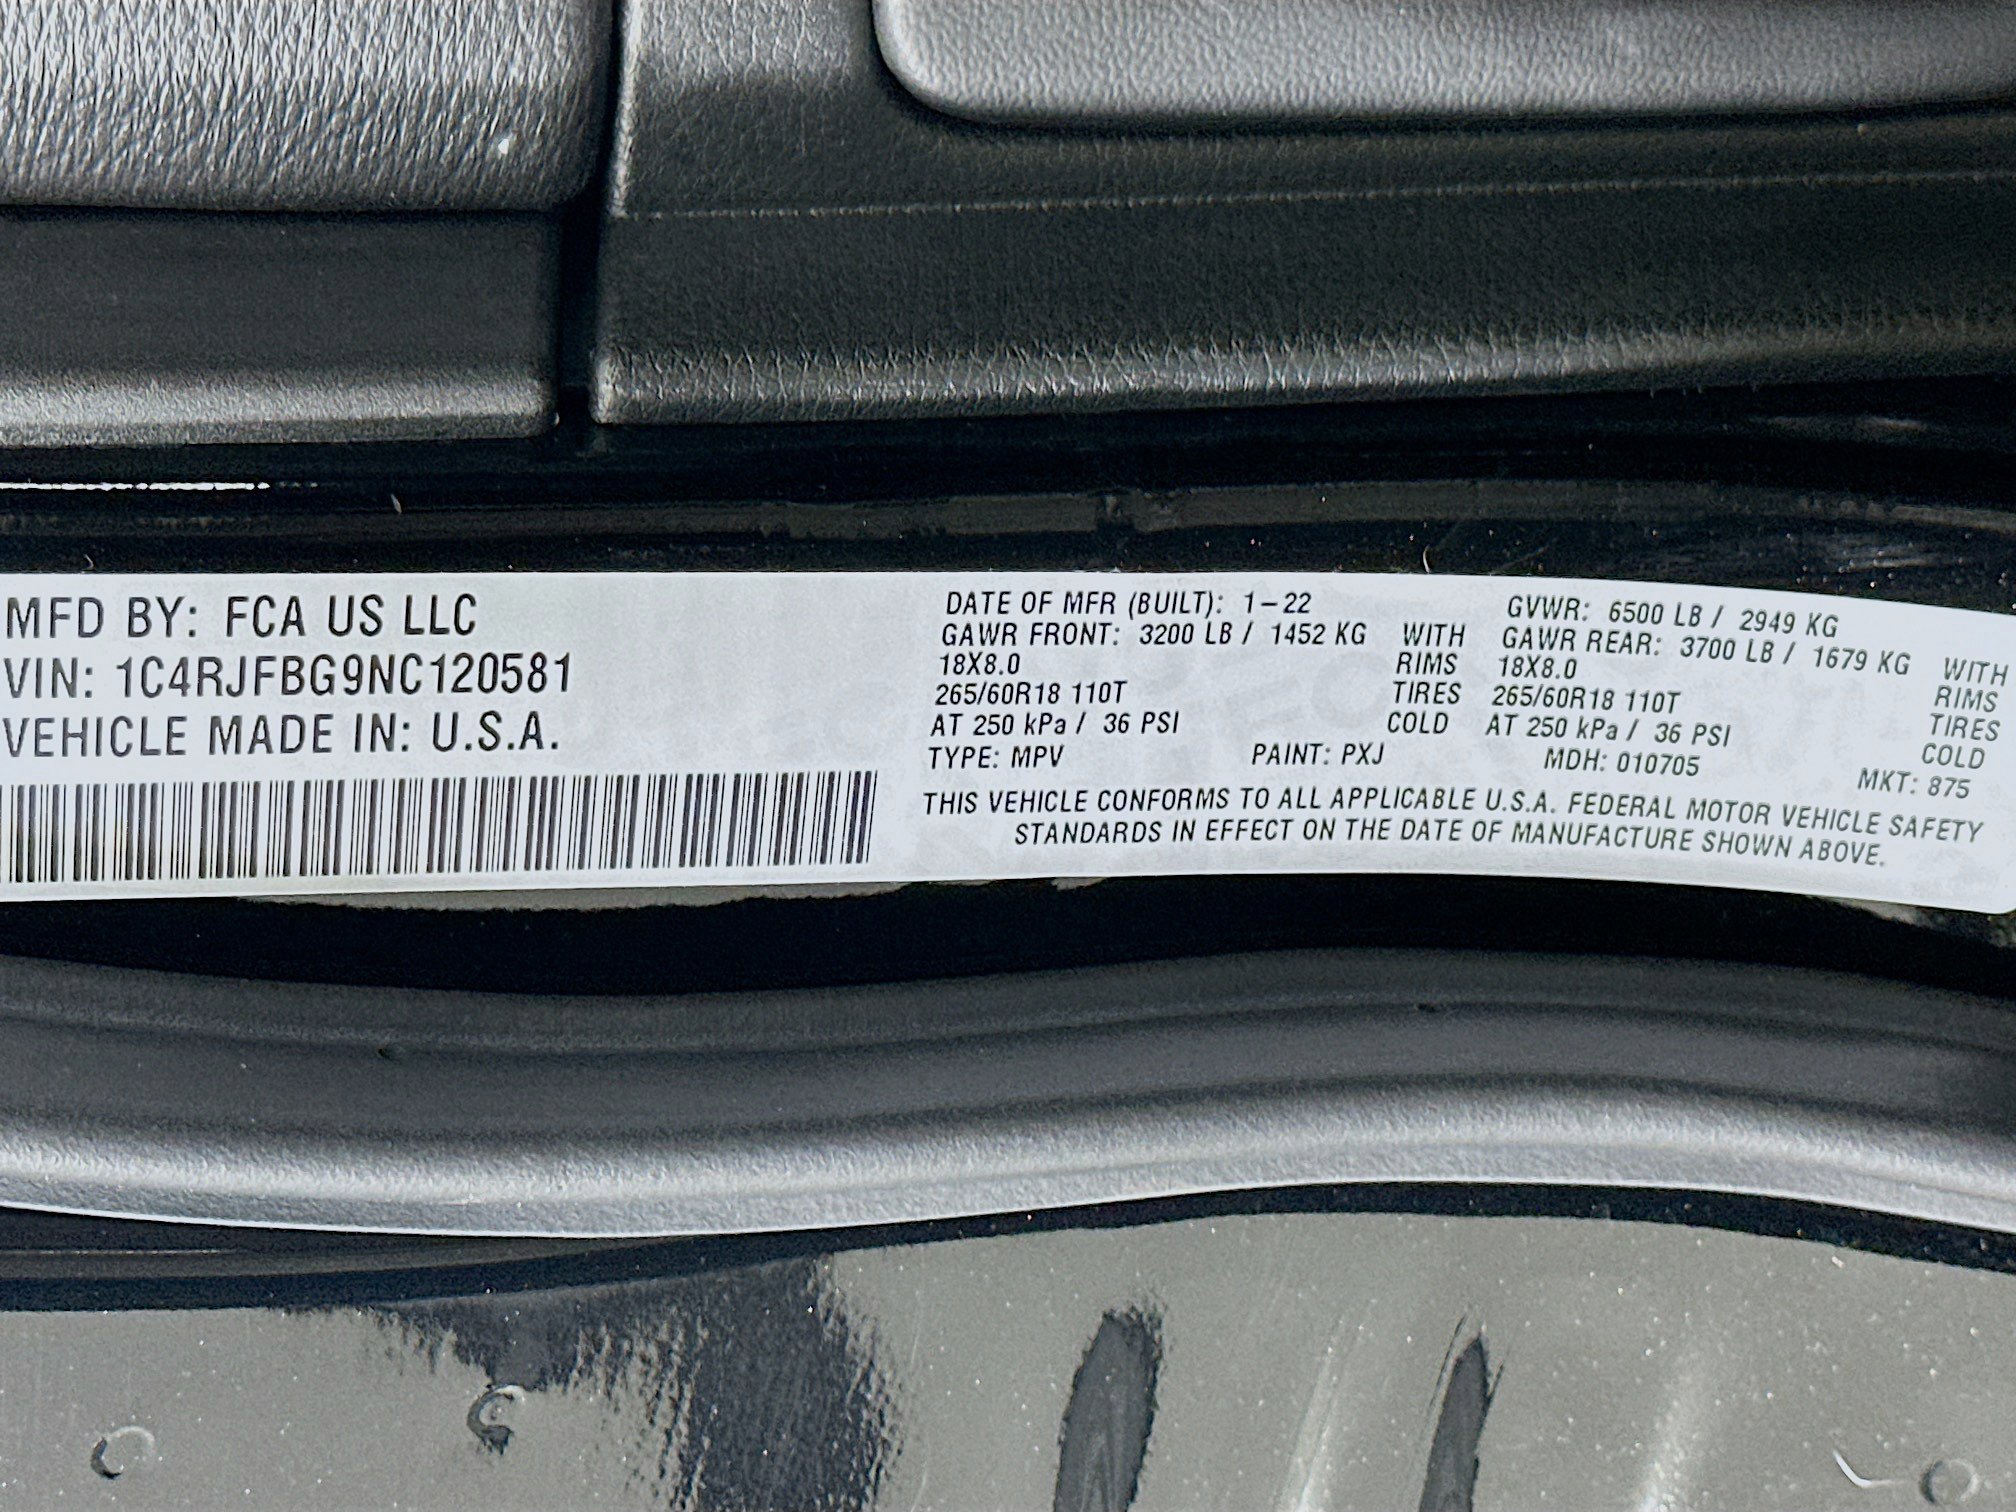 MFD BY: FCA US LLC
VIN: 1C4RJFBG9NC120581
VEHICLE MADE IN: U.S.A.
DATE OF MFR (BUILT): 1-22
GVWR: 6500 LB / 2949 KG
GAWR FRONT: 3200 LB / 1452 KG WITH
18X8.0 RIMS
265/60R18 110T TIRES
AT 250 kPa / 36 PSI COLD
GAWR REAR: 3700 LB / 1679 KG WITH
18X8.0 RIMS
265/60R18 110T TIRES
AT 250 kPa / 36 PSI COLD
TYPE: MPV PAINT: PXJ MDH: 010705 MKT: 875
THIS VEHICLE CONFORMS TO ALL APPLICABLE U.S.A. FEDERAL MOTOR VEHICLE SAFETY
STANDARDS IN EFFECT ON THE DATE OF MANUFACTURE SHOWN ABOVE.